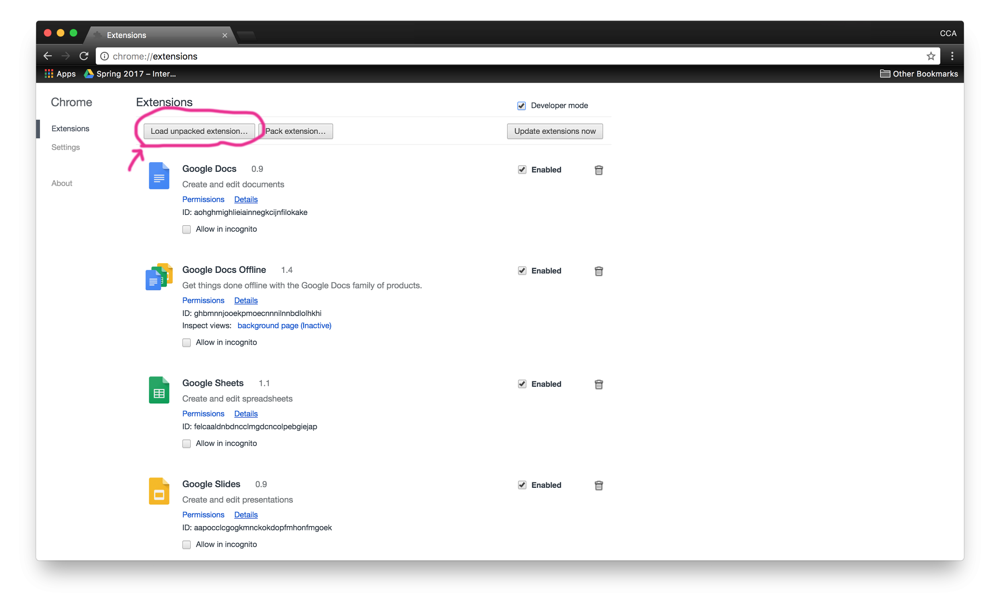 Extensions
CCA
chrome://extensions
Apps
Spring 2017 – Inter...
Other Bookmarks
Chrome
Extensions
Settings
About
Extensions
Developer mode
Load unpacked extension...
Pack extension...
Update extensions now
Google Docs 0.9
Enabled
Create and edit documents
Permissions Details
ID: aohghmighlieiainnegkcijnfilokake
Allow in incognito
Google Docs Offline 1.4
Enabled
Get things done offline with the Google Docs family of products.
Permissions Details
ID: ghbmnnjooekpmoecnnnilnnbdlolhkhi
Inspect views: background page (Inactive)
Allow in incognito
Google Sheets 1.1
Enabled
Create and edit spreadsheets
Permissions Details
ID: felcaaldnbdncclmgdcncolpebgiejap
Allow in incognito
Google Slides 0.9
Enabled
Create and edit presentations
Permissions Details
ID: aapocclcgogkmnckokdopfmhonfmgoek
Allow in incognito